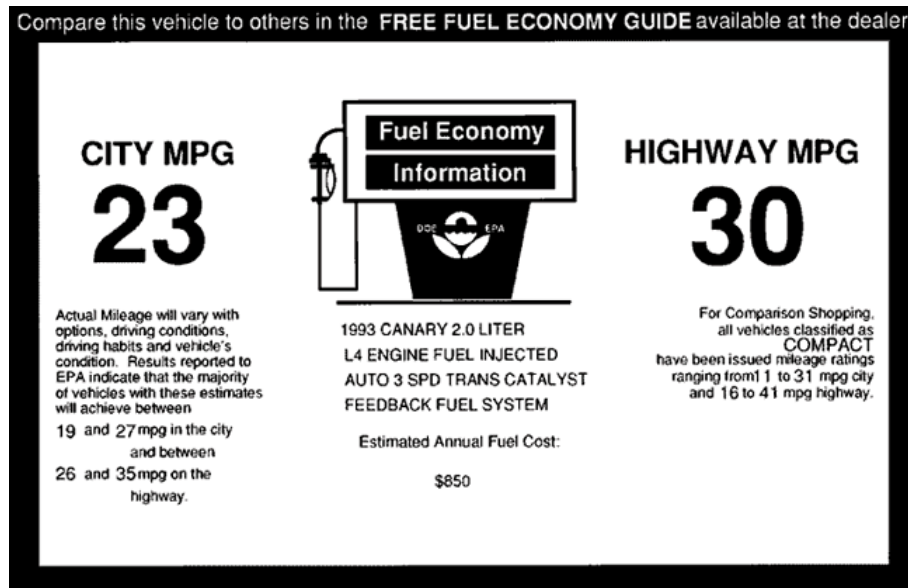 Compare this vehicle to others in the FREE FUEL ECONOMY GUIDE available at the dealer
CITY MPG
23
Actual Mileage will vary with
options, driving conditions,
driving habits and vehicle's
condition. Results reported to
EPA indicate that the majority
of vehicles with these estimates
will achieve between
19 and 27 mpg in the city
and between
26 and 35 mpg on the
highway.
Fuel Economy
Information
DOE EPA
1993 CANARY 2.0 LITER
L4 ENGINE FUEL INJECTED
AUTO 3 SPD TRANS CATALYST
FEEDBACK FUEL SYSTEM
Estimated Annual Fuel Cost:
$850
HIGHWAY MPG
30
For Comparison Shopping,
all vehicles classified as
COMPACT
have been issued mileage ratings
ranging from 11 to 31 mpg city
and 16 to 41 mpg highway.